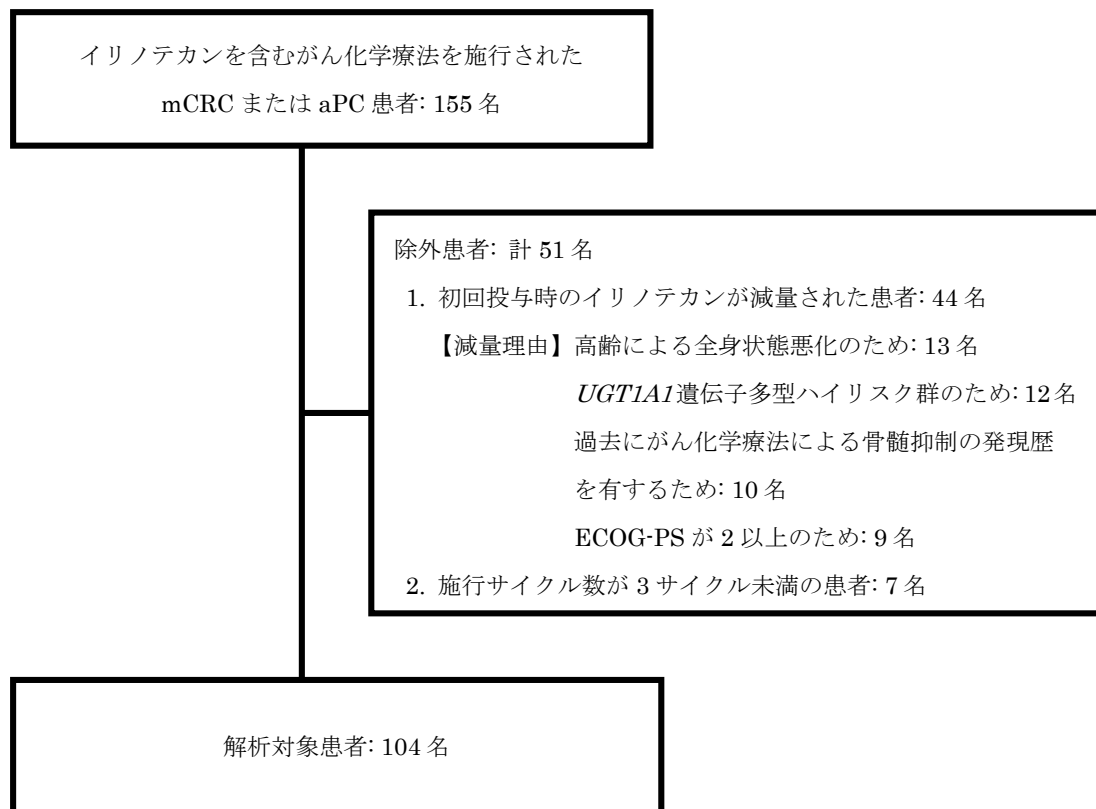 イリノテカンを含むがん化学療法を施行された
mCRC または aPC 患者: 155 名
除外患者: 計 51 名
1. 初回投与時のイリノテカンが減量された患者: 44 名
【減量理由】高齢による全身状態悪化のため: 13 名
UGT1A1遺伝子多型ハイリスク群のため: 12 名
過去にがん化学療法による骨髄抑制の発現歴
を有するため: 10 名
ECOG-PS が 2 以上のため: 9 名
2. 施行サイクル数が 3 サイクル未満の患者: 7 名
解析対象患者: 104 名